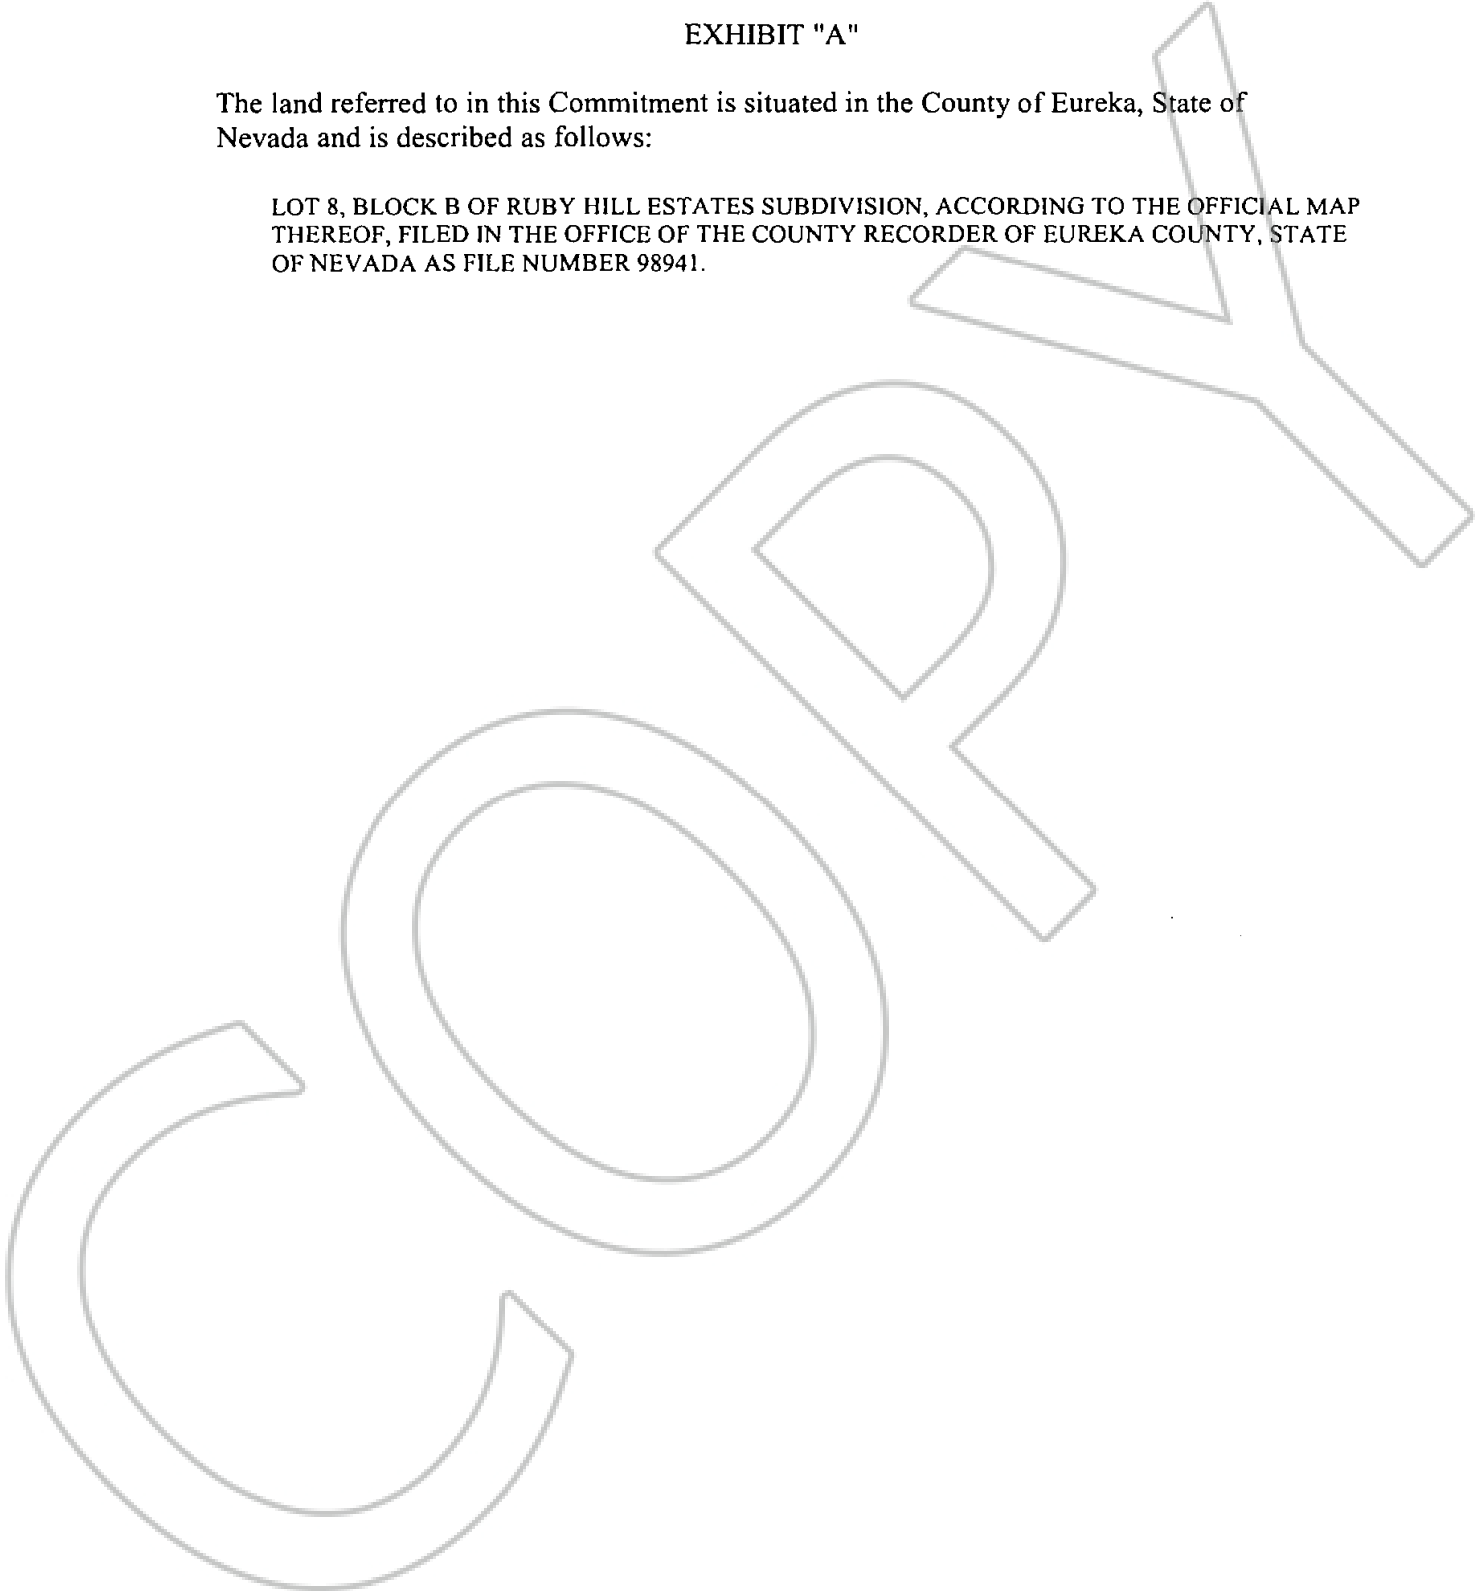 EXHIBIT "A"
The land referred to in this Commitment is situated in the County of Eureka, State of
Nevada and is described as follows:
LOT 8, BLOCK B OF RUBY HILL ESTATES SUBDIVISION, ACCORDING TO THE OFFICIAL MAP
THEREOF, FILED IN THE OFFICE OF THE COUNTY RECORDER OF EUREKA COUNTY, STATE
OF NEVADA AS FILE NUMBER 98941.
COPY